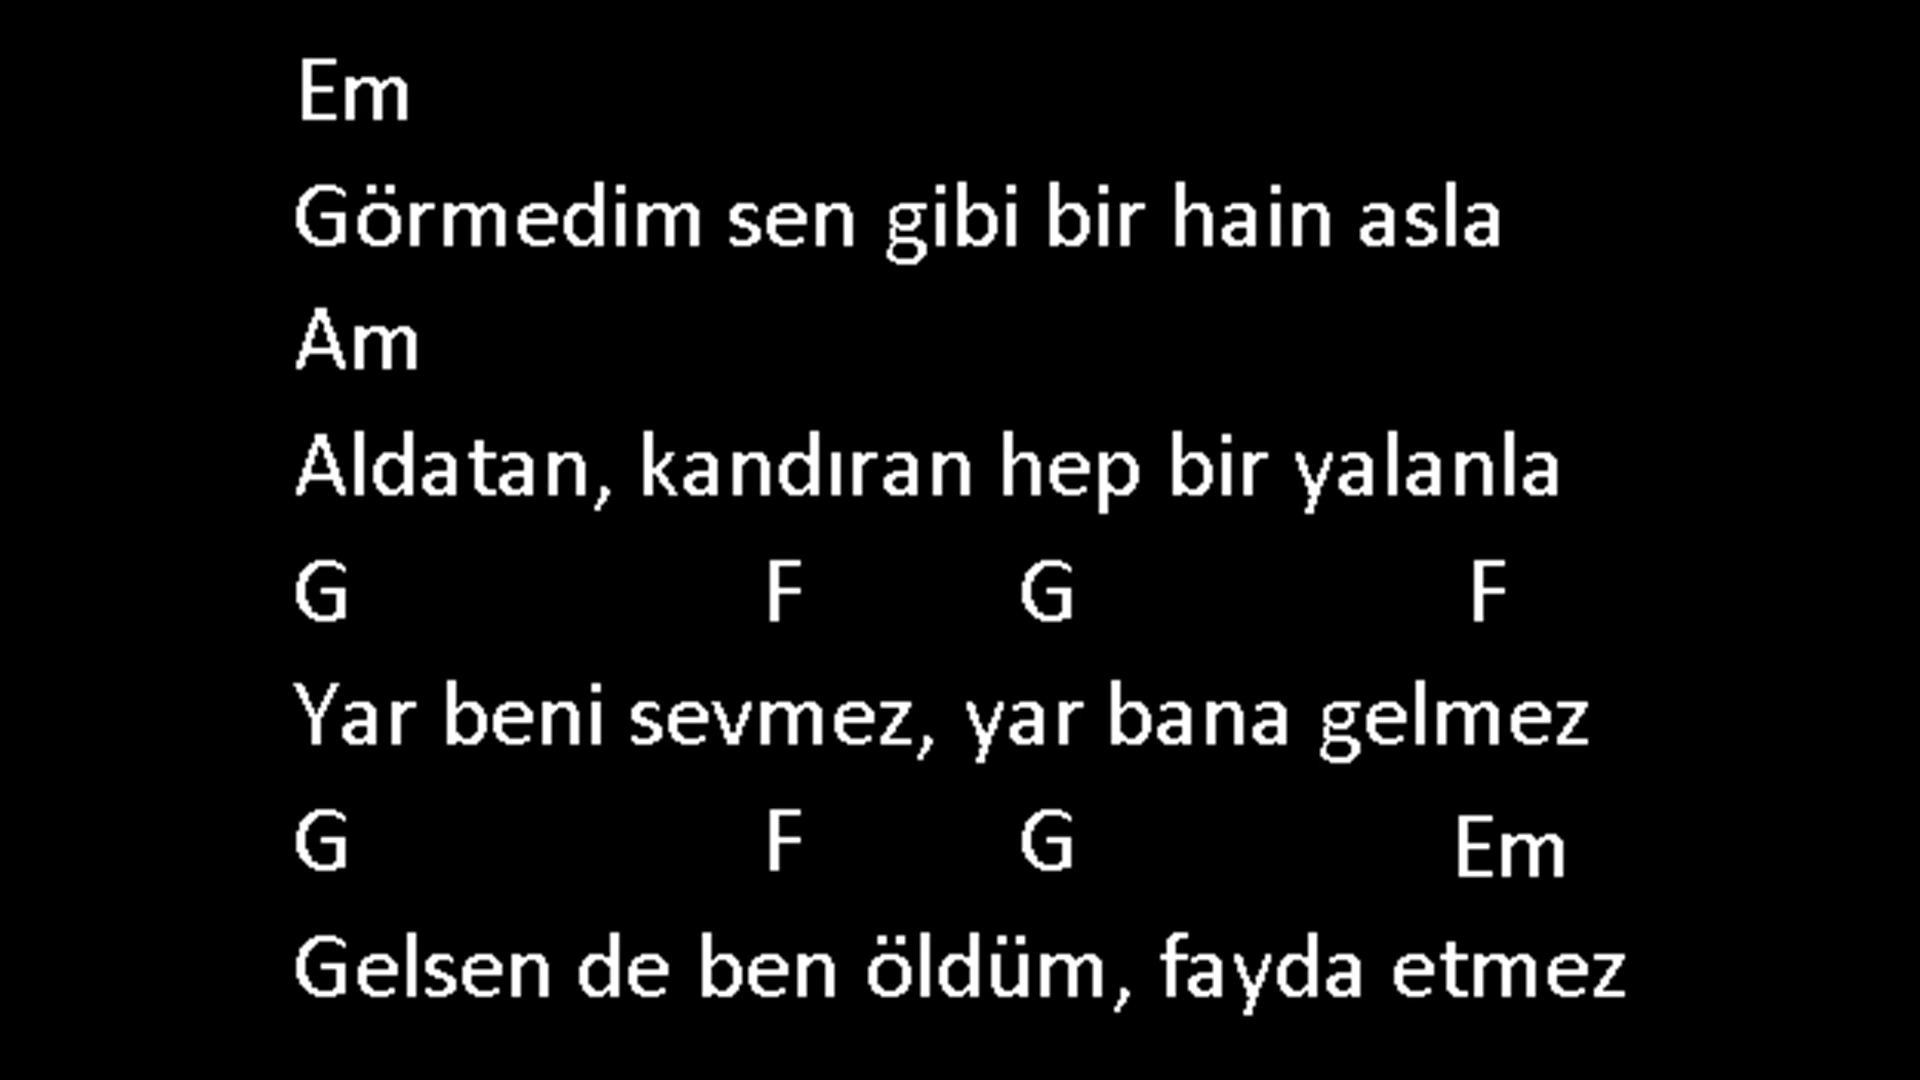 Em
Görmedim sen gibi bir hain asla
Am
Aldatan, kandıran hep bir yalanla
G F G F
Yar beni sevmez, yar bana gelmez
G F G Em
Gelsen de ben öldüm, fayda etmez